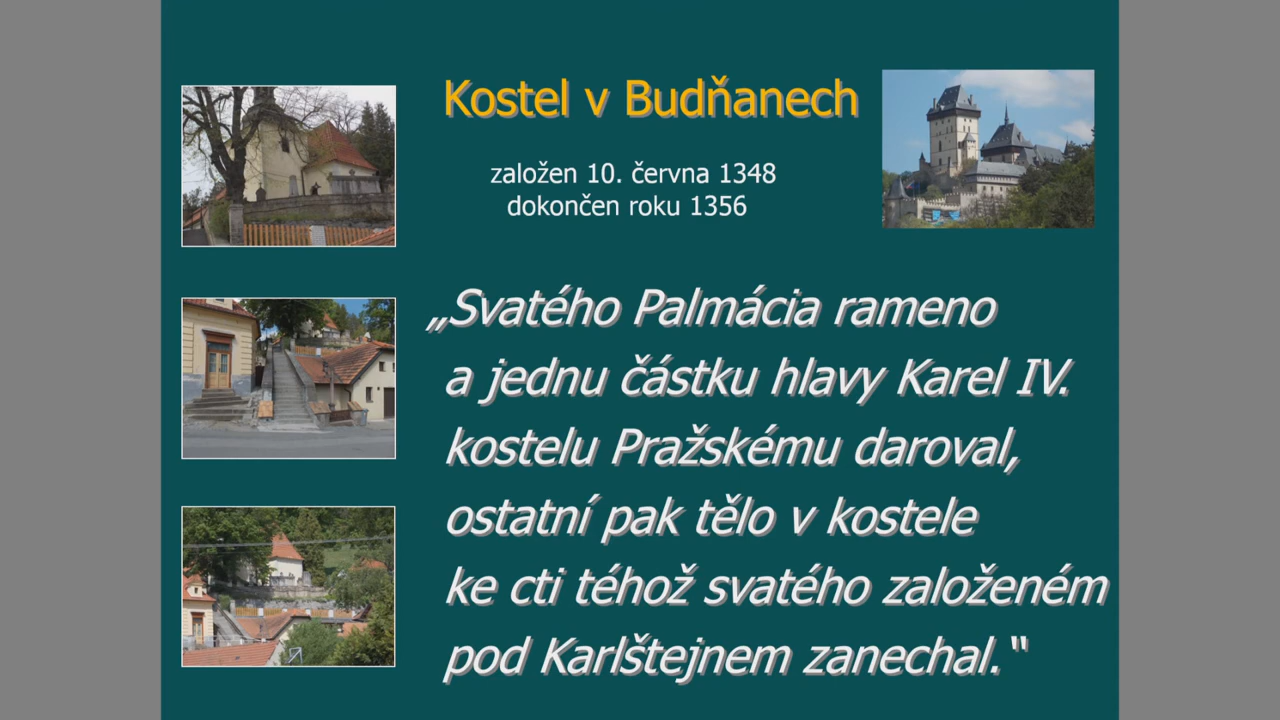 Kostel v Budňanech
založen 10. června 1348
dokončen roku 1356
„Svatého Palmácia rameno
a jednu částku hlavy Karel IV.
kostelu Pražskému daroval,
ostatní pak tělo v kostele
ke cti téhož svatého založeném
pod Karlštejnem zanechal.“